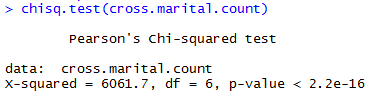 > chisq.test(cross.marital.count)
Pearson's Chi-squared test
data:  cross.marital.count
X-squared = 6061.7, df = 6, p-value < 2.2e-16